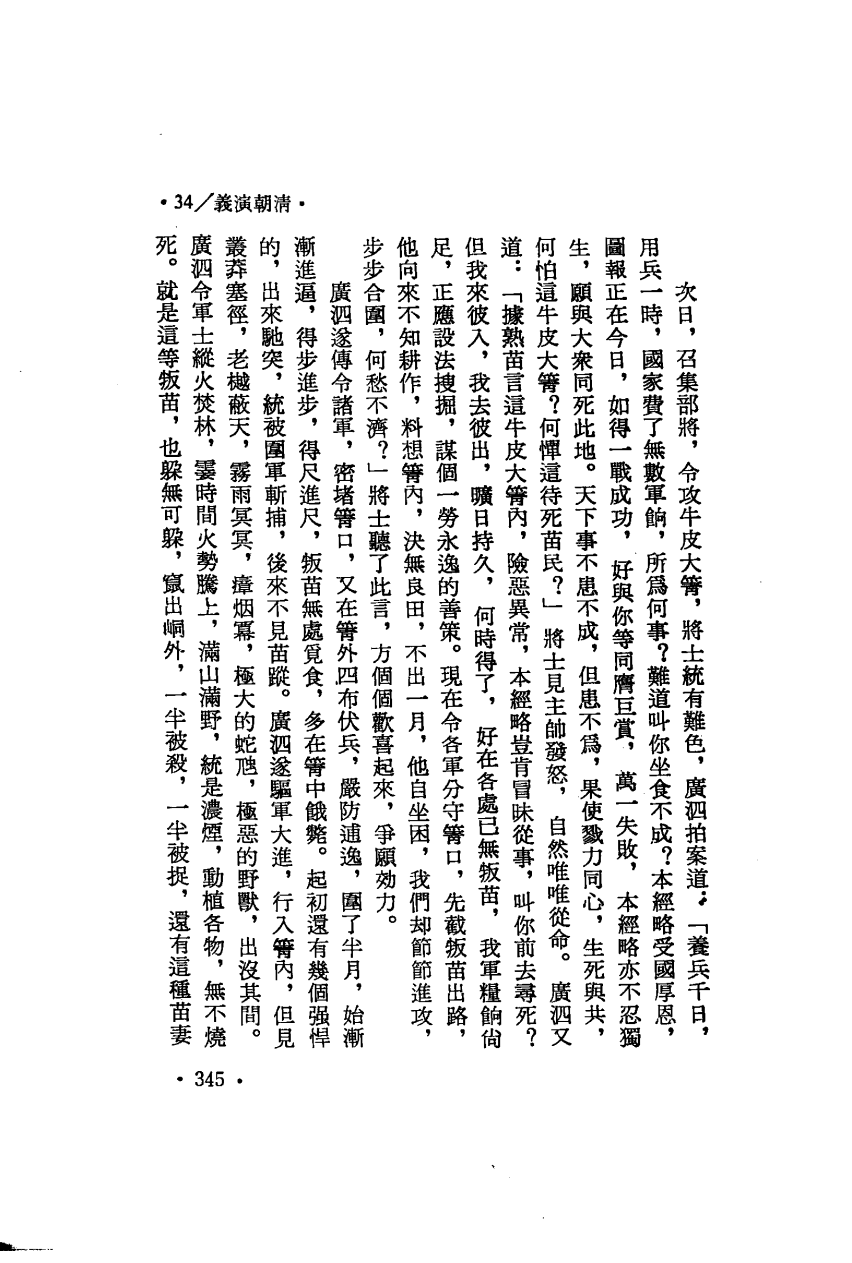 •34/義演朝清•
次日，召集部將，令攻牛皮大箐，將士統有難色，廣泗拍案道：「養兵千日，
用兵一時，國家費了無數軍餉，所爲何事？難道叫你坐食不成？本經略受國厚恩，
圖報正在今日，如得一戰成功，好與你等同膺巨賞，萬一失敗，本經略亦不忍獨
生，願與大衆同死此地。天下事不患不成，但患不爲，果使戮力同心，生死與共，
何怕這牛皮大箐？何憚這待死苗民？」將士見主帥發怒，自然唯唯從命。廣泗又
道：「據熟苗言這牛皮大箐內，險惡異常，本經略豈肯冒昧從事，叫你前去尋死？
但我來彼入，我去彼出，曠日持久，何時得了，好在各處已無叛苗，我軍糧餉尙
足，正應設法搜掘，謀個一勞永逸的善策。現在令各軍分守箐口，先截叛苗出路，
他向來不知耕作，料想箐內，決無良田，不出一月，他自坐困，我們却節節進攻，
步步合圍，何愁不濟？」將士聽了此言，方個個歡喜起來，爭願効力。
廣泗遂傳令諸軍，密堵箐口，又在箐外四布伏兵，嚴防逋逸，圍了半月，始漸
漸進逼，得步進步，得尺進尺，叛苗無處覓食，多在箐中餓斃。起初還有幾個强悍
的，出來馳突，統被圍軍斬捕，後來不見苗蹤。廣泗遂驅軍大進，行入箐內，但見
叢莽塞徑，老樾蔽天，霧雨冥冥，瘴烟冪，極大的蛇虺，極惡的野獸，出沒其間。
廣泗令軍士縱火焚林，霎時間火勢騰上，滿山滿野，統是濃煙，動植各物，無不燒
死。就是這等叛苗，也躱無可躱，竄出峒外，一半被殺，一半被捉，還有這種苗妻
•345•